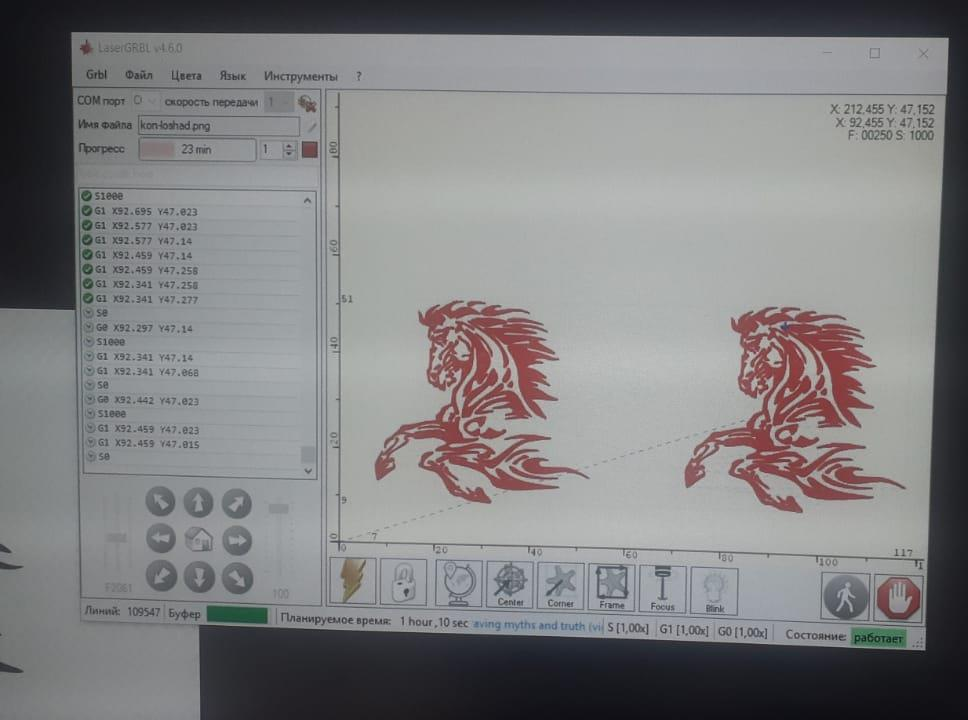 LaserGRBL v4.6.0
Grbl Файл Цвета Язык Инструменты ?
COM порт скорость передачи 1
Имя файла kon-loshad.png
Прогресс 23 min 1
S1000
G1 X92.695 Y47.023
G1 X92.577 Y47.023
G1 X92.577 Y47.14
G1 X92.459 Y47.14
G1 X92.459 Y47.258
G1 X92.341 Y47.258
G1 X92.341 Y47.277
S0
G0 X92.297 Y47.14
S1000
G1 X92.341 Y47.14
G1 X92.341 Y47.068
S0
G0 X92.442 Y47.023
S1000
G1 X92.459 Y47.023
G1 X92.459 Y47.015
S0
X: 212,455 Y: 47,152
X: 92,455 Y: 47,152
F: 00250 S: 1000
80
60
51
40
20
9
0
7
0 20 40 60 80 100 117
F2061 100
Center Corner Frame Focus Blink
Линий: 109547 Буфер Планируемое время: 1 hour ,10 sec aving myths and truth (vi S [1,00x] G1 [1,00x] G0 [1,00x] Состояние: работает